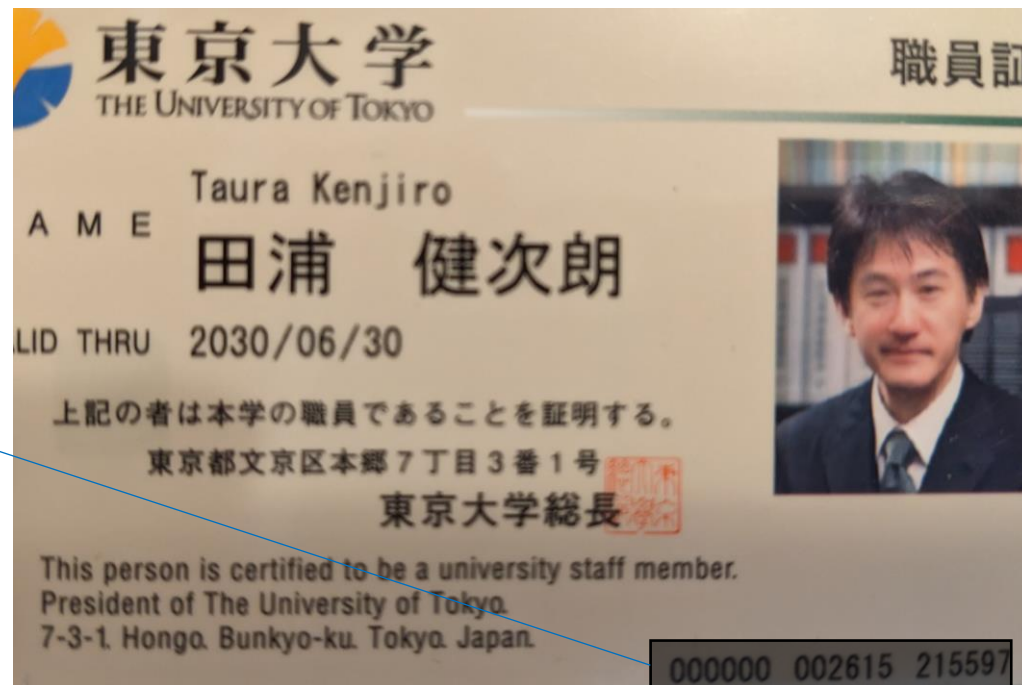 東京大学
THE UNIVERSITY OF TOKYO
職員証
Taura Kenjiro
AME
田浦 健次朗
LID THRU 2030/06/30
上記の者は本学の職員であることを証明する。
東京都文京区本郷7丁目3番1号
東京大学総長
This person is certified to be a university staff member.
President of The University of Tokyo.
7-3-1. Hongo. Bunkyo-ku. Tokyo. Japan.
000000 002615 215597